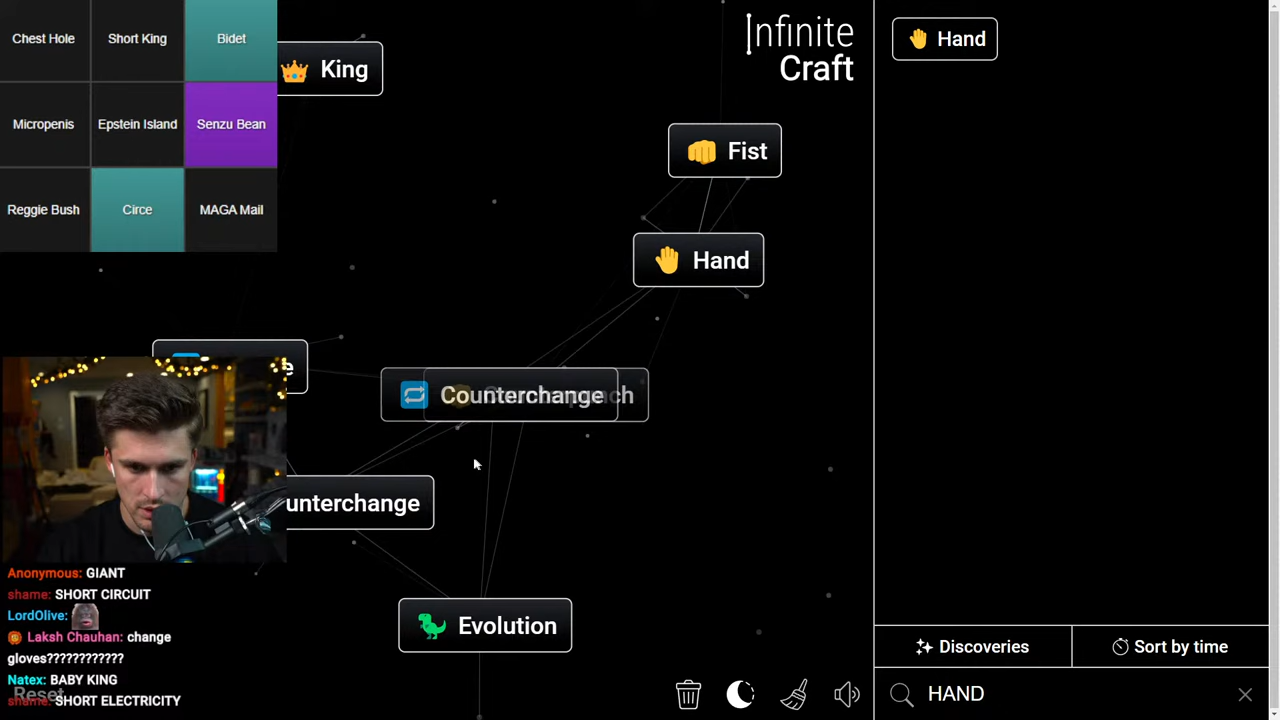 Chest Hole
Short King
Bidet
Micropenis
Epstein Island
Senzu Bean
Reggie Bush
Circe
MAGA Mail
King
Infinite
Craft
Hand
Fist
Hand
Counterchange
unterchange
Evolution
Anonymous: GIANT
shame: SHORT CIRCUIT
LordOlive:
Laksh Chauhan: change
gloves????????????
Natex: BABY KING
Reset
shame: SHORT ELECTRICITY
Discoveries
Sort by time
HAND